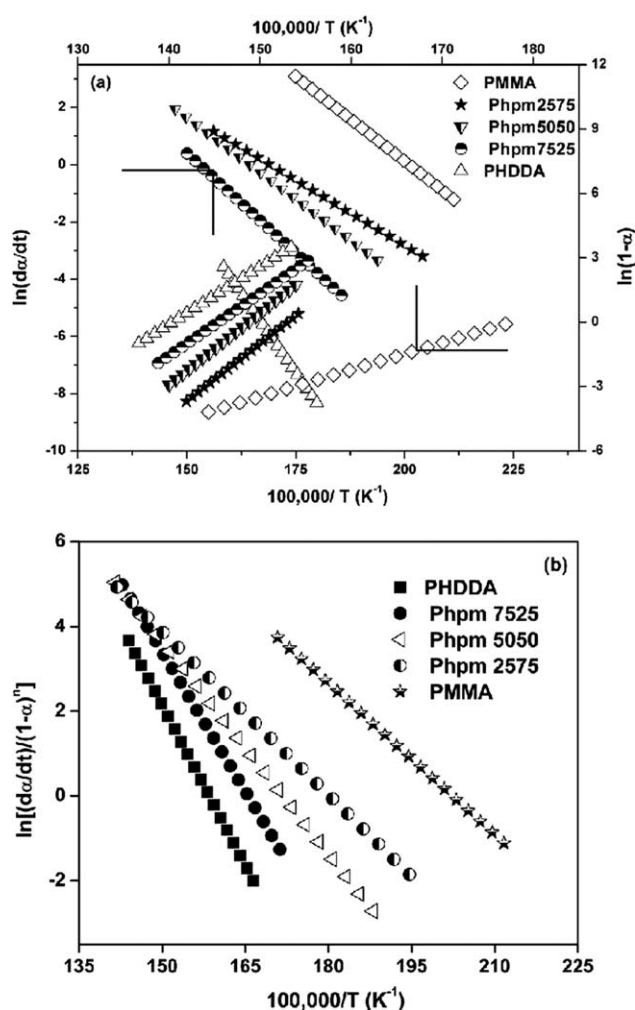 100,000/ T (K⁻¹)
130 140 150 160 170 180
(a)
PMMA
Phpm2575
Phpm5050
Phpm7525
PHDDA
2
0
-2
-4
-6
-8
-10
ln(dα/dt)
12
9
6
3
0
-3
-6
ln(1-α)
125 150 175 200 225
100,000/ T (K⁻¹)
(b)
PHDDA
Phpm 7525
Phpm 5050
Phpm 2575
PMMA
6
4
2
0
-2
ln[(dα/dt)/(1-α)ⁿ]
135 150 165 180 195 210 225
100,000/T (K⁻¹)